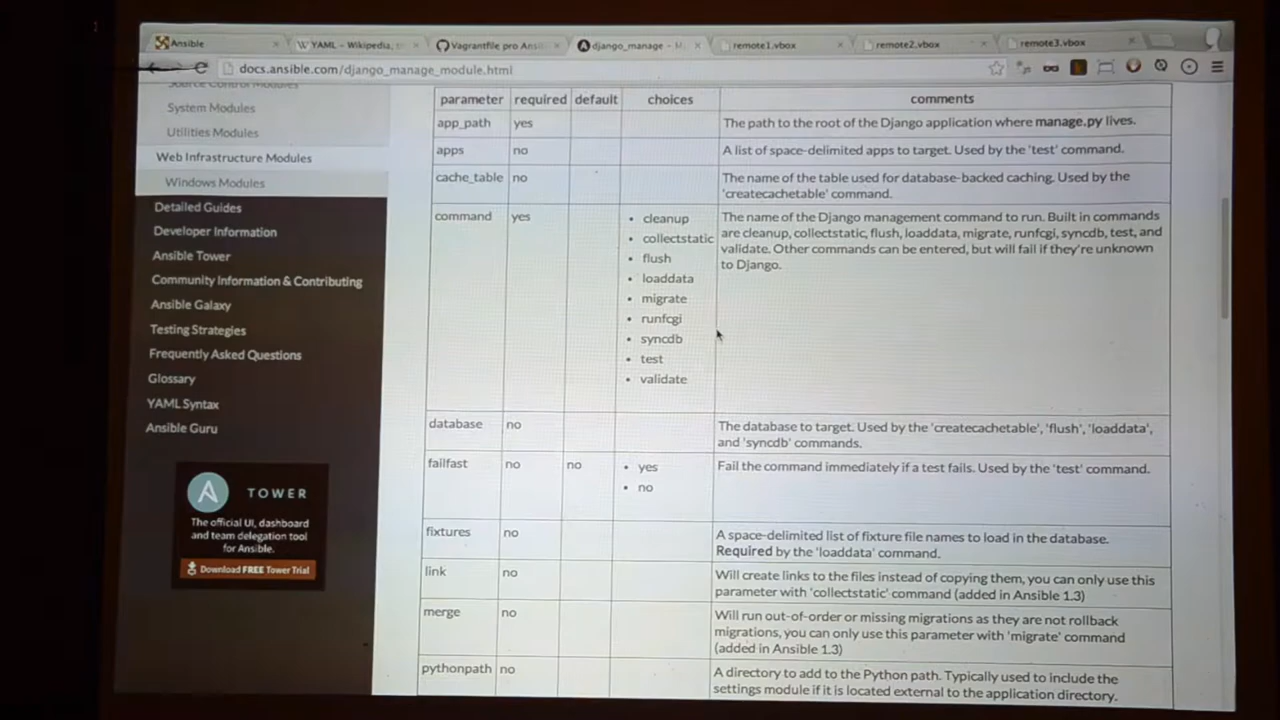 Ansible
YAML – Wikipedia, t
Vagrantfile pro Ans
django_manage – M
remote1.vbox
remote2.vbox
remote3.vbox
docs.ansible.com/django_manage_module.html
Source Control Modules
System Modules
Utilities Modules
Web Infrastructure Modules
Windows Modules
Detailed Guides
Developer Information
Ansible Tower
Community Information & Contributing
Ansible Galaxy
Testing Strategies
Frequently Asked Questions
Glossary
YAML Syntax
Ansible Guru
TOWER
The official UI, dashboard
and team delegation tool
for Ansible.
Download FREE Tower Trial
parameter required default choices comments
app_path yes The path to the root of the Django application where manage.py lives.
apps no A list of space-delimited apps to target. Used by the 'test' command.
cache_table no The name of the table used for database-backed caching. Used by the
'createcachetable' command.
command yes
• cleanup
• collectstatic
• flush
• loaddata
• migrate
• runfcgi
• syncdb
• test
• validate
The name of the Django management command to run. Built in commands
are cleanup, collectstatic, flush, loaddata, migrate, runfcgi, syncdb, test, and
validate. Other commands can be entered, but will fail if they're unknown
to Django.
database no The database to target. Used by the 'createcachetable', 'flush', 'loaddata',
and 'syncdb' commands.
failfast no no
• yes
• no
Fail the command immediately if a test fails. Used by the 'test' command.
fixtures no A space-delimited list of fixture file names to load in the database.
Required by the 'loaddata' command.
link no Will create links to the files instead of copying them, you can only use this
parameter with 'collectstatic' command (added in Ansible 1.3)
merge no Will run out-of-order or missing migrations as they are not rollback
migrations, you can only use this parameter with 'migrate' command
(added in Ansible 1.3)
pythonpath no A directory to add to the Python path. Typically used to include the
settings module if it is located external to the application directory.